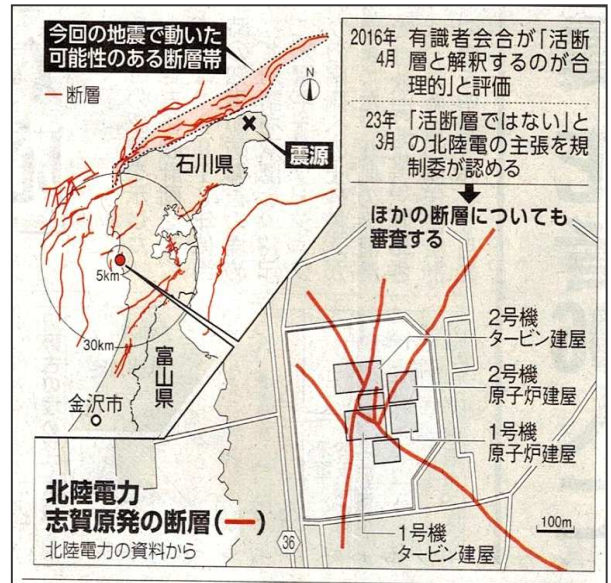 今回の地震で動いた
可能性のある断層帯
断層
N
石川県
震源
5km
30km
富山県
金沢市
2016年
4月
有識者会合が「活断
層と解釈するのが合
理的」と評価
23年
3月
「活断層ではない」と
の北陸電の主張を規
制委が認める
ほかの断層についても
審査する
2号機
タービン建屋
2号機
原子炉建屋
1号機
原子炉建屋
1号機
タービン建屋
36
100m
北陸電力
志賀原発の断層(━)
北陸電力の資料から